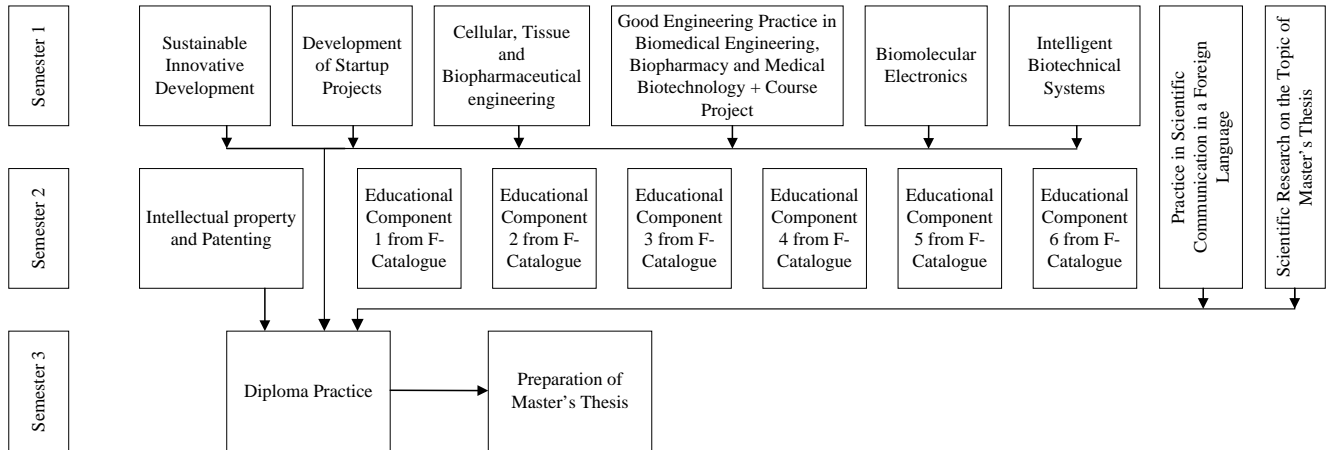 Semester 1
Sustainable
Innovative
Development
Development
of Startup
Projects
Cellular, Tissue
and
Biopharmaceutical
engineering
Good Engineering Practice in
Biomedical Engineering,
Biopharmacy and Medical
Biotechnology + Course
Project
Biomolecular
Electronics
Intelligent
Biotechnical
Systems
Practice in Scientific
Communication in a Foreign
Language
Scientific Research on the Topic of
Master's Thesis
Semester 2
Intellectual property
and Patenting
Educational
Component
1 from F-
Catalogue
Educational
Component
2 from F-
Catalogue
Educational
Component
3 from F-
Catalogue
Educational
Component
4 from F-
Catalogue
Educational
Component
5 from F-
Catalogue
Educational
Component
6 from F-
Catalogue
Semester 3
Diploma Practice
Preparation of
Master's Thesis